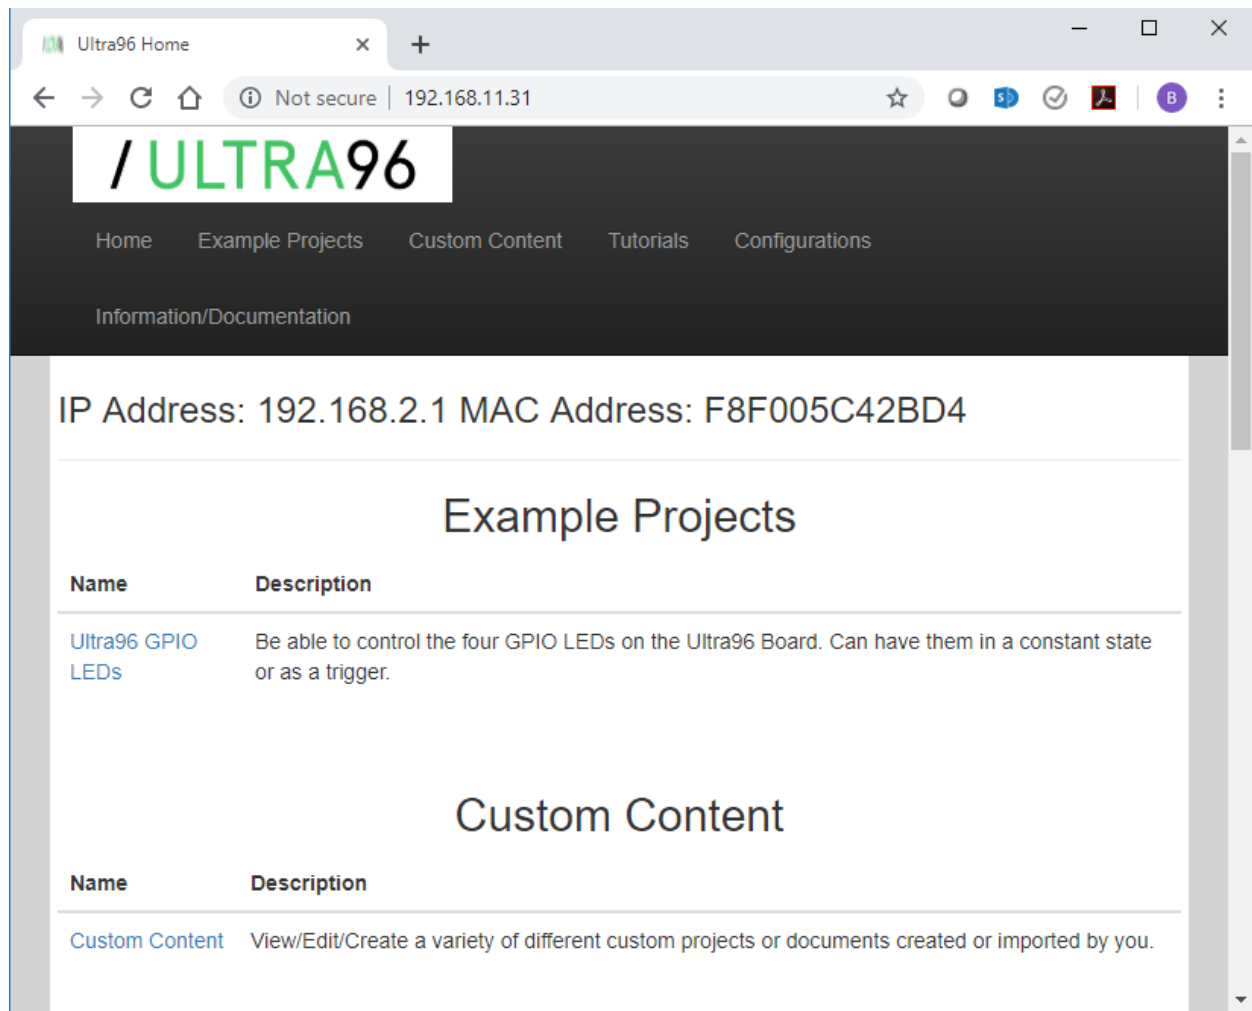 Ultra96 Home
Not secure | 192.168.11.31
B
/ ULTRA96
Home Example Projects Custom Content Tutorials Configurations
Information/Documentation
IP Address: 192.168.2.1 MAC Address: F8F005C42BD4
Example Projects
Name Description
Ultra96 GPIO LEDs
Be able to control the four GPIO LEDs on the Ultra96 Board. Can have them in a constant state
or as a trigger.
Custom Content
Name Description
Custom Content View/Edit/Create a variety of different custom projects or documents created or imported by you.